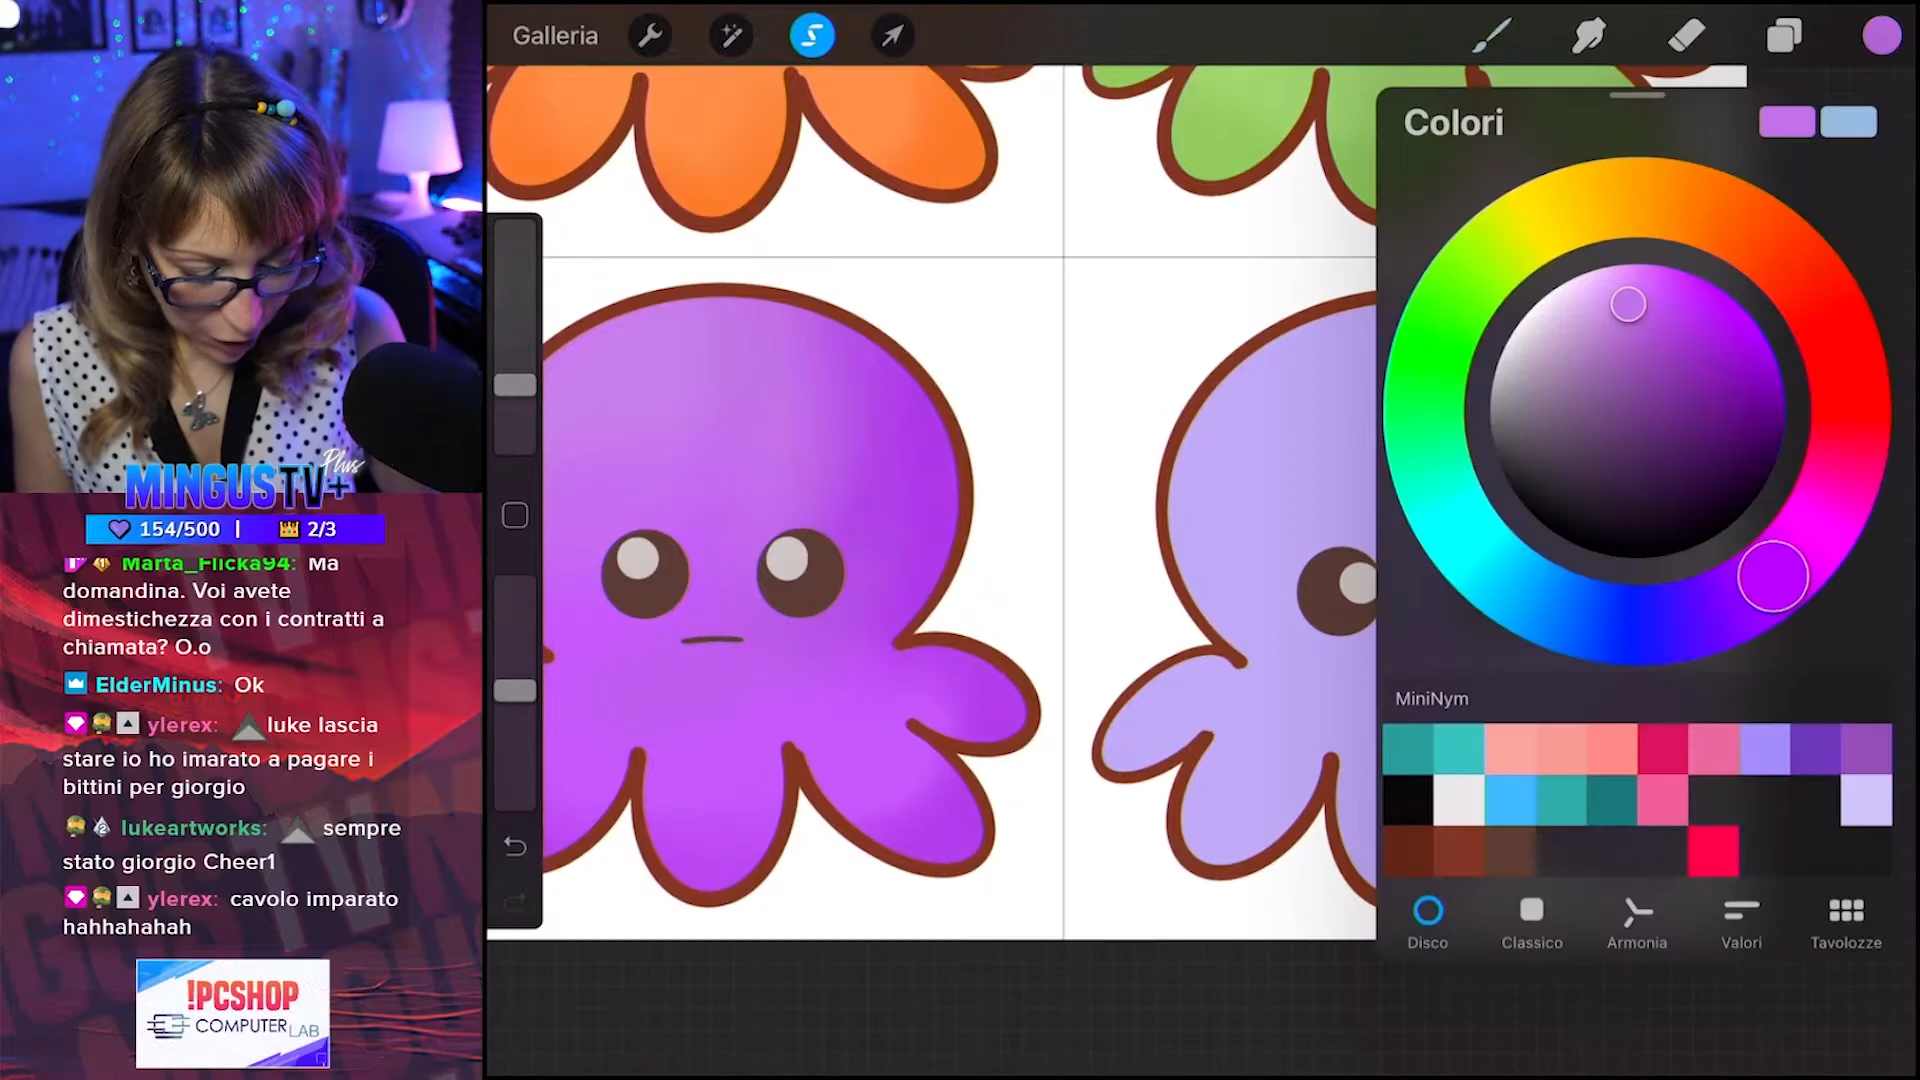 Galleria
Colori
MINGUSTV+
Plus
154/500 | 2/3
Marta_Flicka94: Ma
domandina. Voi avete
dimestichezza con i contratti a
chiamata? O.o
ElderMinus: Ok
ylerex: luke lascia
stare io ho imarato a pagare i
bittini per giorgio
lukeartworks: sempre
stato giorgio Cheer1
ylerex: cavolo imparato
hahhahahah
!PCSHOP
COMPUTER LAB
MiniNym
Disco
Classico
Armonia
Valori
Tavolozze